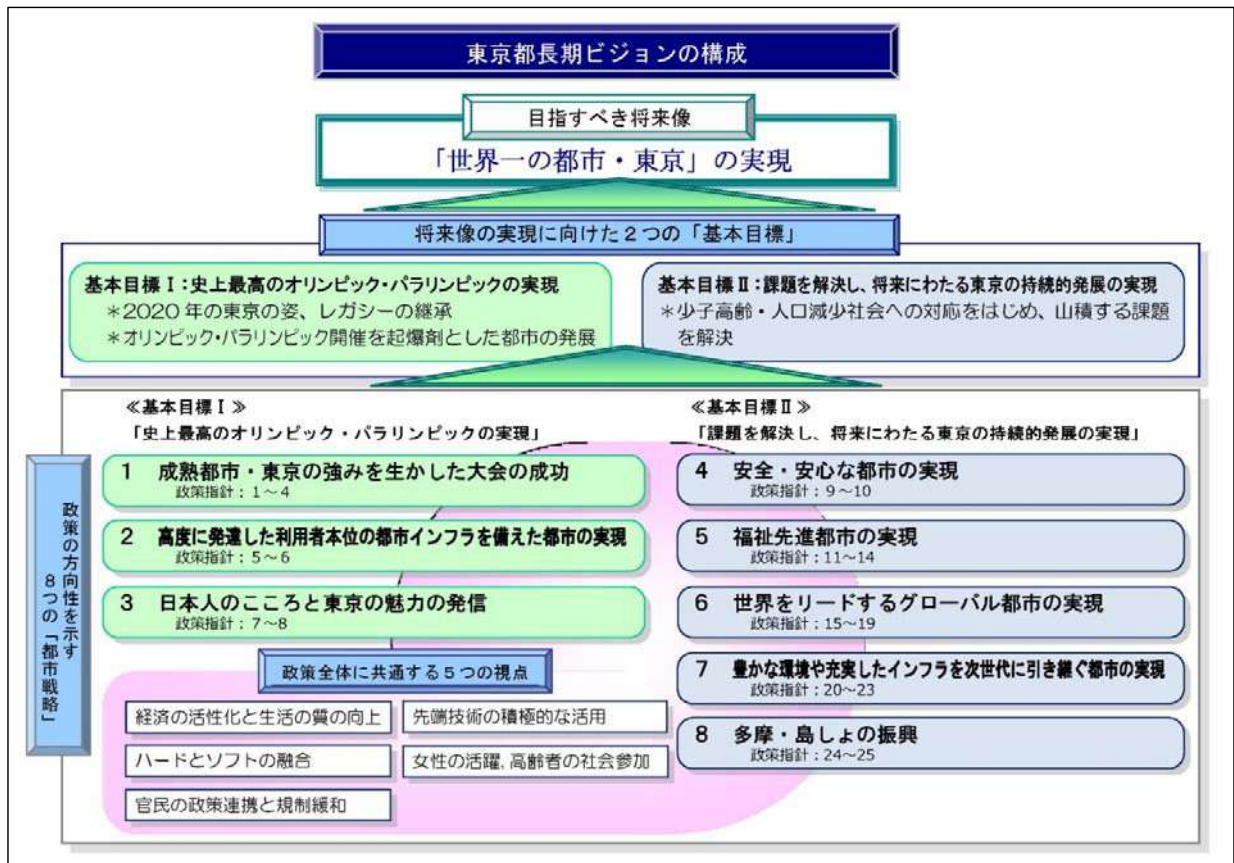 東京都長期ビジョンの構成
目指すべき将来像
「世界一の都市・東京」の実現
将来像の実現に向けた2つの「基本目標」
基本目標Ⅰ:史上最高のオリンピック・パラリンピックの実現
＊2020年の東京の姿、レガシーの継承
＊オリンピック・パラリンピック開催を起爆剤とした都市の発展
基本目標Ⅱ:課題を解決し、将来にわたる東京の持続的発展の実現
＊少子高齢・人口減少社会への対応をはじめ、山積する課題
を解決
政策の方向性を示す
8つの「都市戦略」
≪基本目標Ⅰ≫
「史上最高のオリンピック・パラリンピックの実現」
1 成熟都市・東京の強みを生かした大会の成功
政策指針：1～4
2 高度に発達した利用者本位の都市インフラを備えた都市の実現
政策指針：5～6
3 日本人のこころと東京の魅力の発信
政策指針：7～8
≪基本目標Ⅱ≫
「課題を解決し、将来にわたる東京の持続的発展の実現」
4 安全・安心な都市の実現
政策指針：9～10
5 福祉先進都市の実現
政策指針：11～14
6 世界をリードするグローバル都市の実現
政策指針：15～19
7 豊かな環境や充実したインフラを次世代に引き継ぐ都市の実現
政策指針：20～23
8 多摩・島しょの振興
政策指針：24～25
政策全体に共通する5つの視点
経済の活性化と生活の質の向上
先端技術の積極的な活用
ハードとソフトの融合
女性の活躍、高齢者の社会参加
官民の政策連携と規制緩和